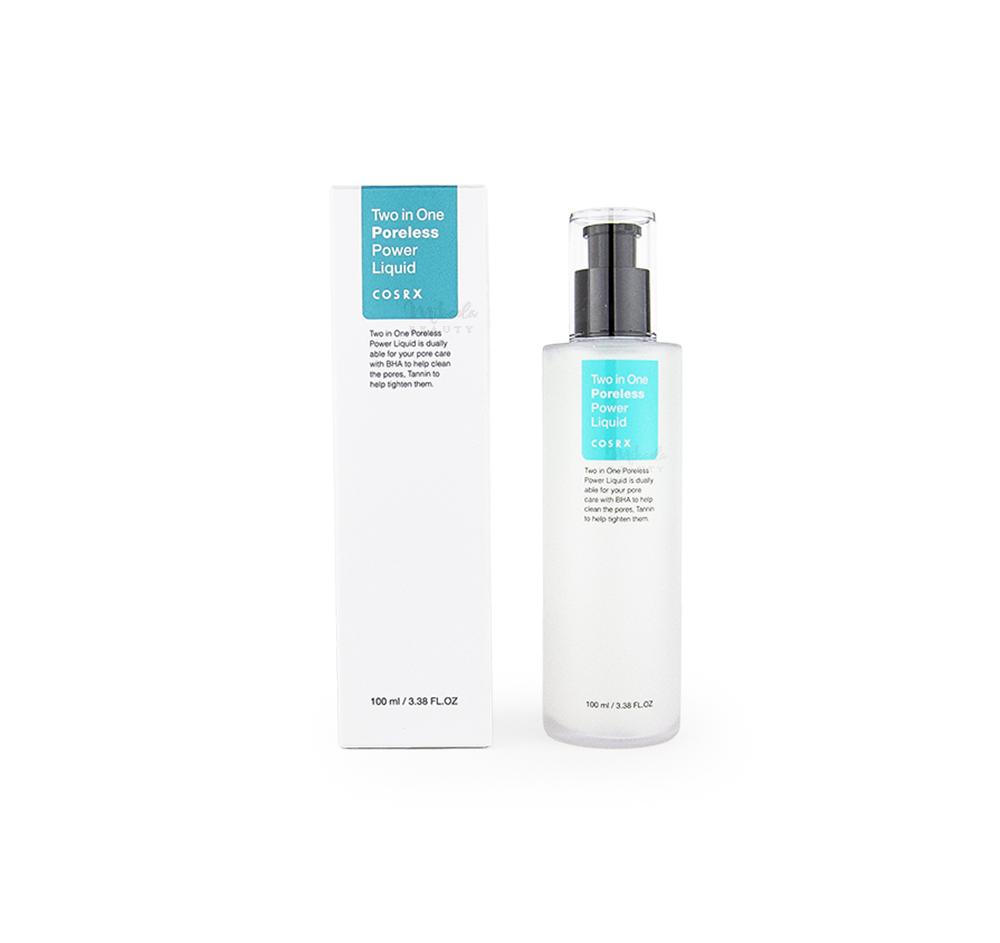 Two in One
Poreless
Power
Liquid
COSRX
Two in One Poreless
Power Liquid is dually
able for your pore care
with BHA to help clean
the pores, Tannin to
help tighten them.
100 ml / 3.38 FL.OZ
Two in One
Poreless
Power
Liquid
COSRX
Two in One Poreless
Power Liquid is dually
able for your pore
care with BHA to help
clean the pores, Tannin
to help tighten them.
100 ml / 3.38 FL.OZ